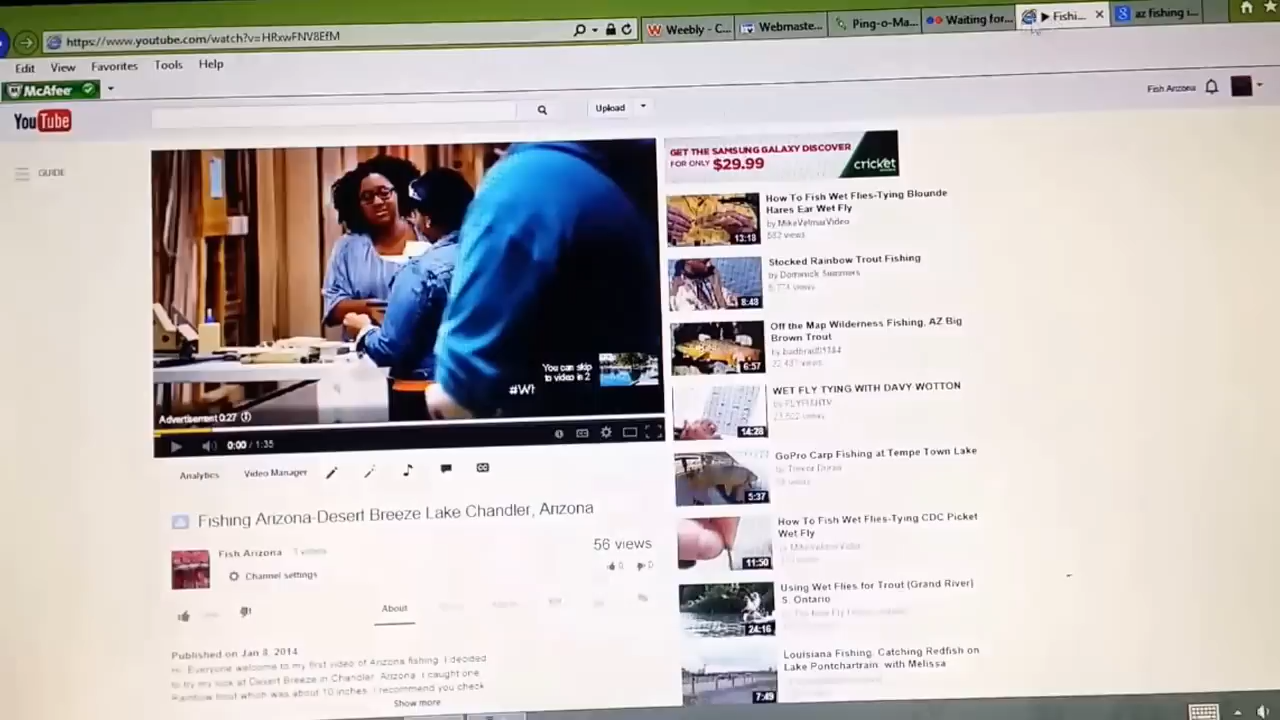 https://www.youtube.com/watch?v=HRxwFNV8EfM
Weebly - C...
Webmaste...
Ping-o-Ma...
Waiting for...
Fishi...
az fishing i...
Edit View Favorites Tools Help
McAfee
YouTube
Upload
Fish Arizona
GUIDE
GET THE SAMSUNG GALAXY DISCOVER
FOR ONLY $29.99
cricket
You can skip
to video in 2
#WH
Advertisement 0:27
0:00 / 1:35
Analytics Video Manager
Fishing Arizona-Desert Breeze Lake Chandler, Arizona
Fish Arizona
Channel settings
56 views
0 0
About
Published on Jan 8, 2014
Hi. Everyone welcome to my first video of Arizona fishing. I decided
to try my luck at Desert Breeze in Chandler, Arizona. I caught one
Rainbow trout which was about 10 inches. I recommend you check
Show more
How To Fish Wet Flies-Tying Blounde
Hares Ear Wet Fly
by MikeVelmarVideo
13:18
Stocked Rainbow Trout Fishing
by Dominick
8:48
Off the Map Wilderness Fishing, AZ Big
Brown Trout
6:57
WET FLY TYING WITH DAVY WOTTON
14:28
GoPro Carp Fishing at Tempe Town Lake
by Trevor
5:37
How To Fish Wet Flies-Tying CDC Picket
Wet Fly
11:50
Using Wet Flies for Trout (Grand River)
S. Ontario
24:16
Louisiana Fishing, Catching Redfish on
Lake Pontchartrain with Melissa
7:49